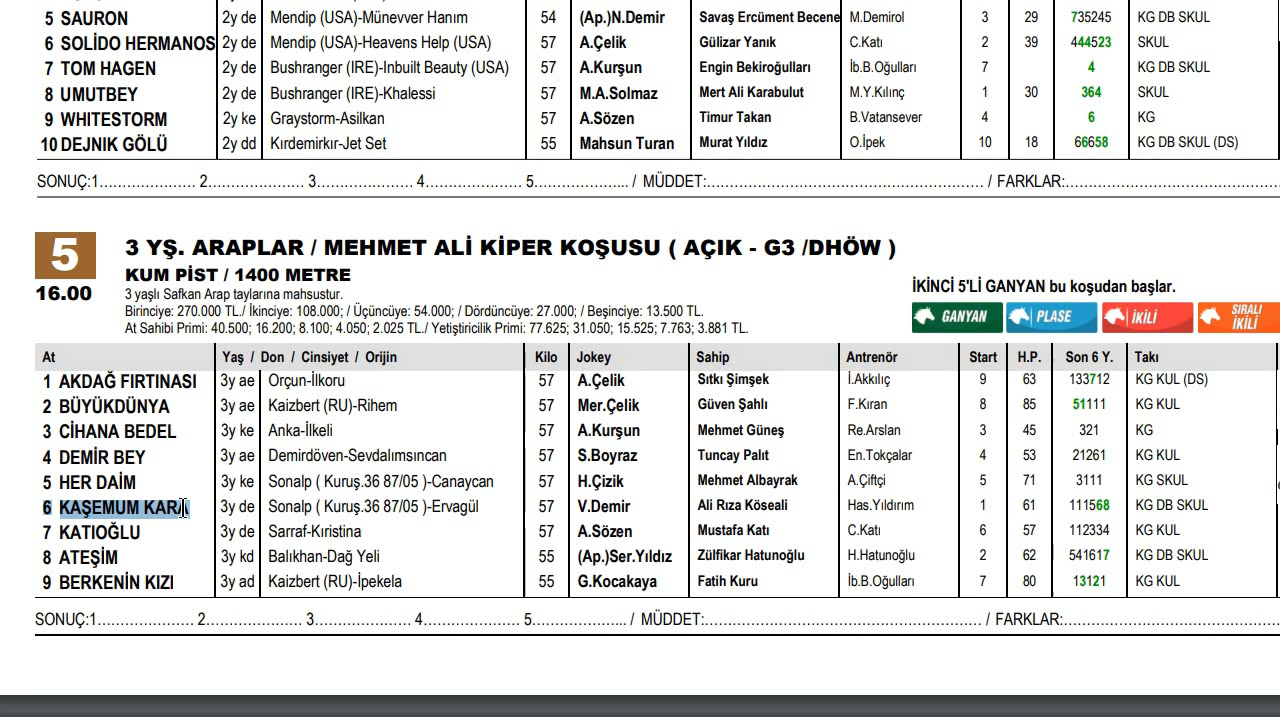 5 SAURON 2y de Mendip (USA)-Münevver Hanım 54 (Ap.)N.Demir Savaş Ercüment Becene M.Demirol 3 29 735245 KG DB SKUL
6 SOLİDO HERMANOS 2y de Mendip (USA)-Heavens Help (USA) 57 A.Çelik Gülizar Yanık C.Katı 2 39 444523 SKUL
7 TOM HAGEN 2y de Bushranger (IRE)-Inbuilt Beauty (USA) 57 A.Kurşun Engin Bekiroğulları İb.B.Oğulları 7 4 KG DB SKUL
8 UMUTBEY 2y de Bushranger (IRE)-Khalessi 57 M.A.Solmaz Mert Ali Karabulut M.Y.Kılınç 1 30 364 SKUL
9 WHITESTORM 2y ke Graystorm-Asilkan 57 A.Sözen Timur Takan B.Vatansever 4 6 KG
10 DEJNIK GÖLÜ 2y dd Kırdemirkır-Jet Set 55 Mahsun Turan Murat Yıldız O.İpek 10 18 66658 KG DB SKUL (DS)
SONUÇ:1...................... 2...................... 3...................... 4...................... 5...................... / MÜDDET:............................................................ / FARKLAR:..............................................
5 3 YŞ. ARAPLAR / MEHMET ALİ KİPER KOŞUSU ( AÇIK - G3 /DHÖW )
KUM PİST / 1400 METRE
16.00 3 yaşlı Safkan Arap taylarına mahsustur.
İKİNCİ 5'Lİ GANYAN bu koşudan başlar.
Birinciye: 270.000 TL./ İkinciye: 108.000; / Üçüncüye: 54.000; / Dördüncüye: 27.000; / Beşinciye: 13.500 TL.
At Sahibi Primi: 40.500; 16.200; 8.100; 4.050; 2.025 TL./ Yetiştiricilik Primi: 77.625; 31.050; 15.525; 7.763; 3.881 TL.
GANYAN PLASE İKİLİ SIRALI İKİLİ
At Yaş / Don / Cinsiyet / Orijin Kilo Jokey Sahip Antrenör Start H.P. Son 6 Y. Takı
1 AKDAĞ FIRTINASI 3y ae Orçun-İlkoru 57 A.Çelik Sıtkı Şimşek İ.Akkılıç 9 63 133712 KG KUL (DS)
2 BÜYÜKDÜNYA 3y ae Kaizbert (RU)-Rihem 57 Mer.Çelik Güven Şahlı F.Kıran 8 85 51111 KG KUL
3 CİHANA BEDEL 3y ke Anka-İlkeli 57 A.Kurşun Mehmet Güneş Re.Arslan 3 45 321 KG
4 DEMİR BEY 3y ae Demirdöven-Sevdalımsıncan 57 S.Boyraz Tuncay Palıt En.Tokçalar 4 53 21261 KG KUL
5 HER DAİM 3y ke Sonalp ( Kuruş.36 87/05 )-Canaycan 57 H.Çizik Mehmet Albayrak A.Çiftçi 5 71 3111 KG SKUL
6 KAŞEMUM KARA 3y de Sonalp ( Kuruş.36 87/05 )-Ervagül 57 V.Demir Ali Rıza Köseali Has.Yıldırım 1 61 111568 KG DB KUL
7 KATIOĞLU 3y de Sarraf-Kıristina 57 A.Sözen Mustafa Katı C.Katı 6 57 112334 KG KUL
8 ATEŞİM 3y kd Balıkhan-Dağ Yeli 55 (Ap.)Ser.Yıldız Zülfikar Hatunoğlu H.Hatunoğlu 2 62 541617 KG DB SKUL
9 BERKENİN KIZI 3y ad Kaizbert (RU)-İpekela 55 G.Kocakaya Fatih Kuru İb.B.Oğulları 7 80 13121 KG KUL
SONUÇ:1...................... 2...................... 3...................... 4...................... 5...................... / MÜDDET:............................................................ / FARKLAR:..............................................